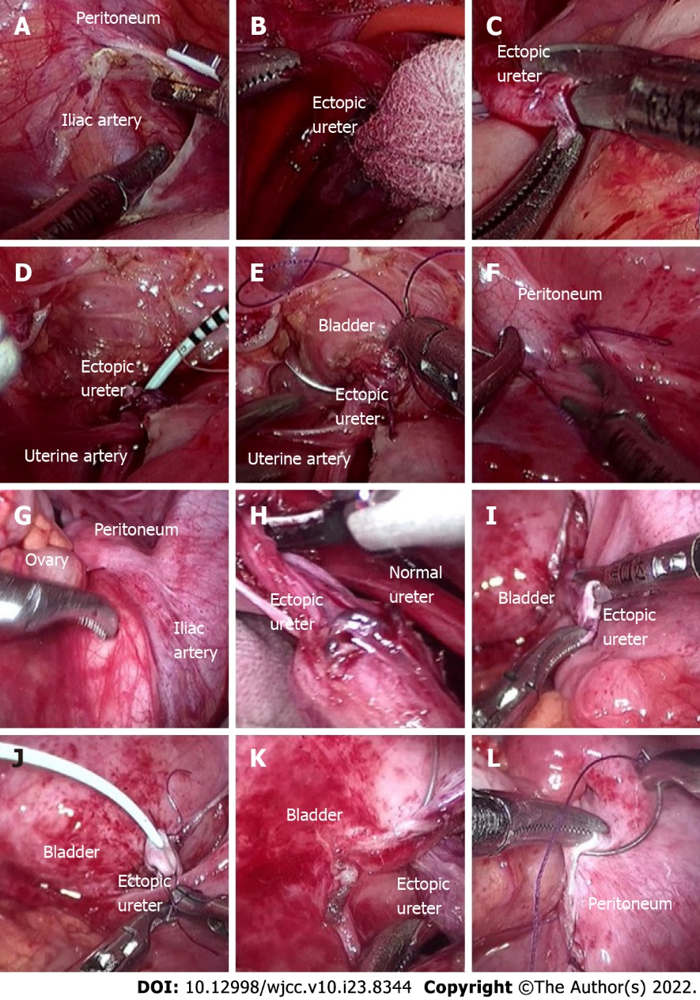 A
Peritoneum
Iliac artery
B
Ectopic
ureter
C
Ectopic
ureter
D
Ectopic
ureter
Uterine artery
E
Bladder
Ectopic
ureter
Uterine artery
F
Peritoneum
G
Peritoneum
Ovary
Iliac
artery
H
Normal
ureter
Ectopic
ureter
I
Bladder
Ectopic
ureter
J
Bladder
Ectopic
ureter
K
Bladder
Ectopic
ureter
L
Peritoneum
DOI: 10.12998/wjcc.v10.i23.8344 Copyright ©The Author(s) 2022.